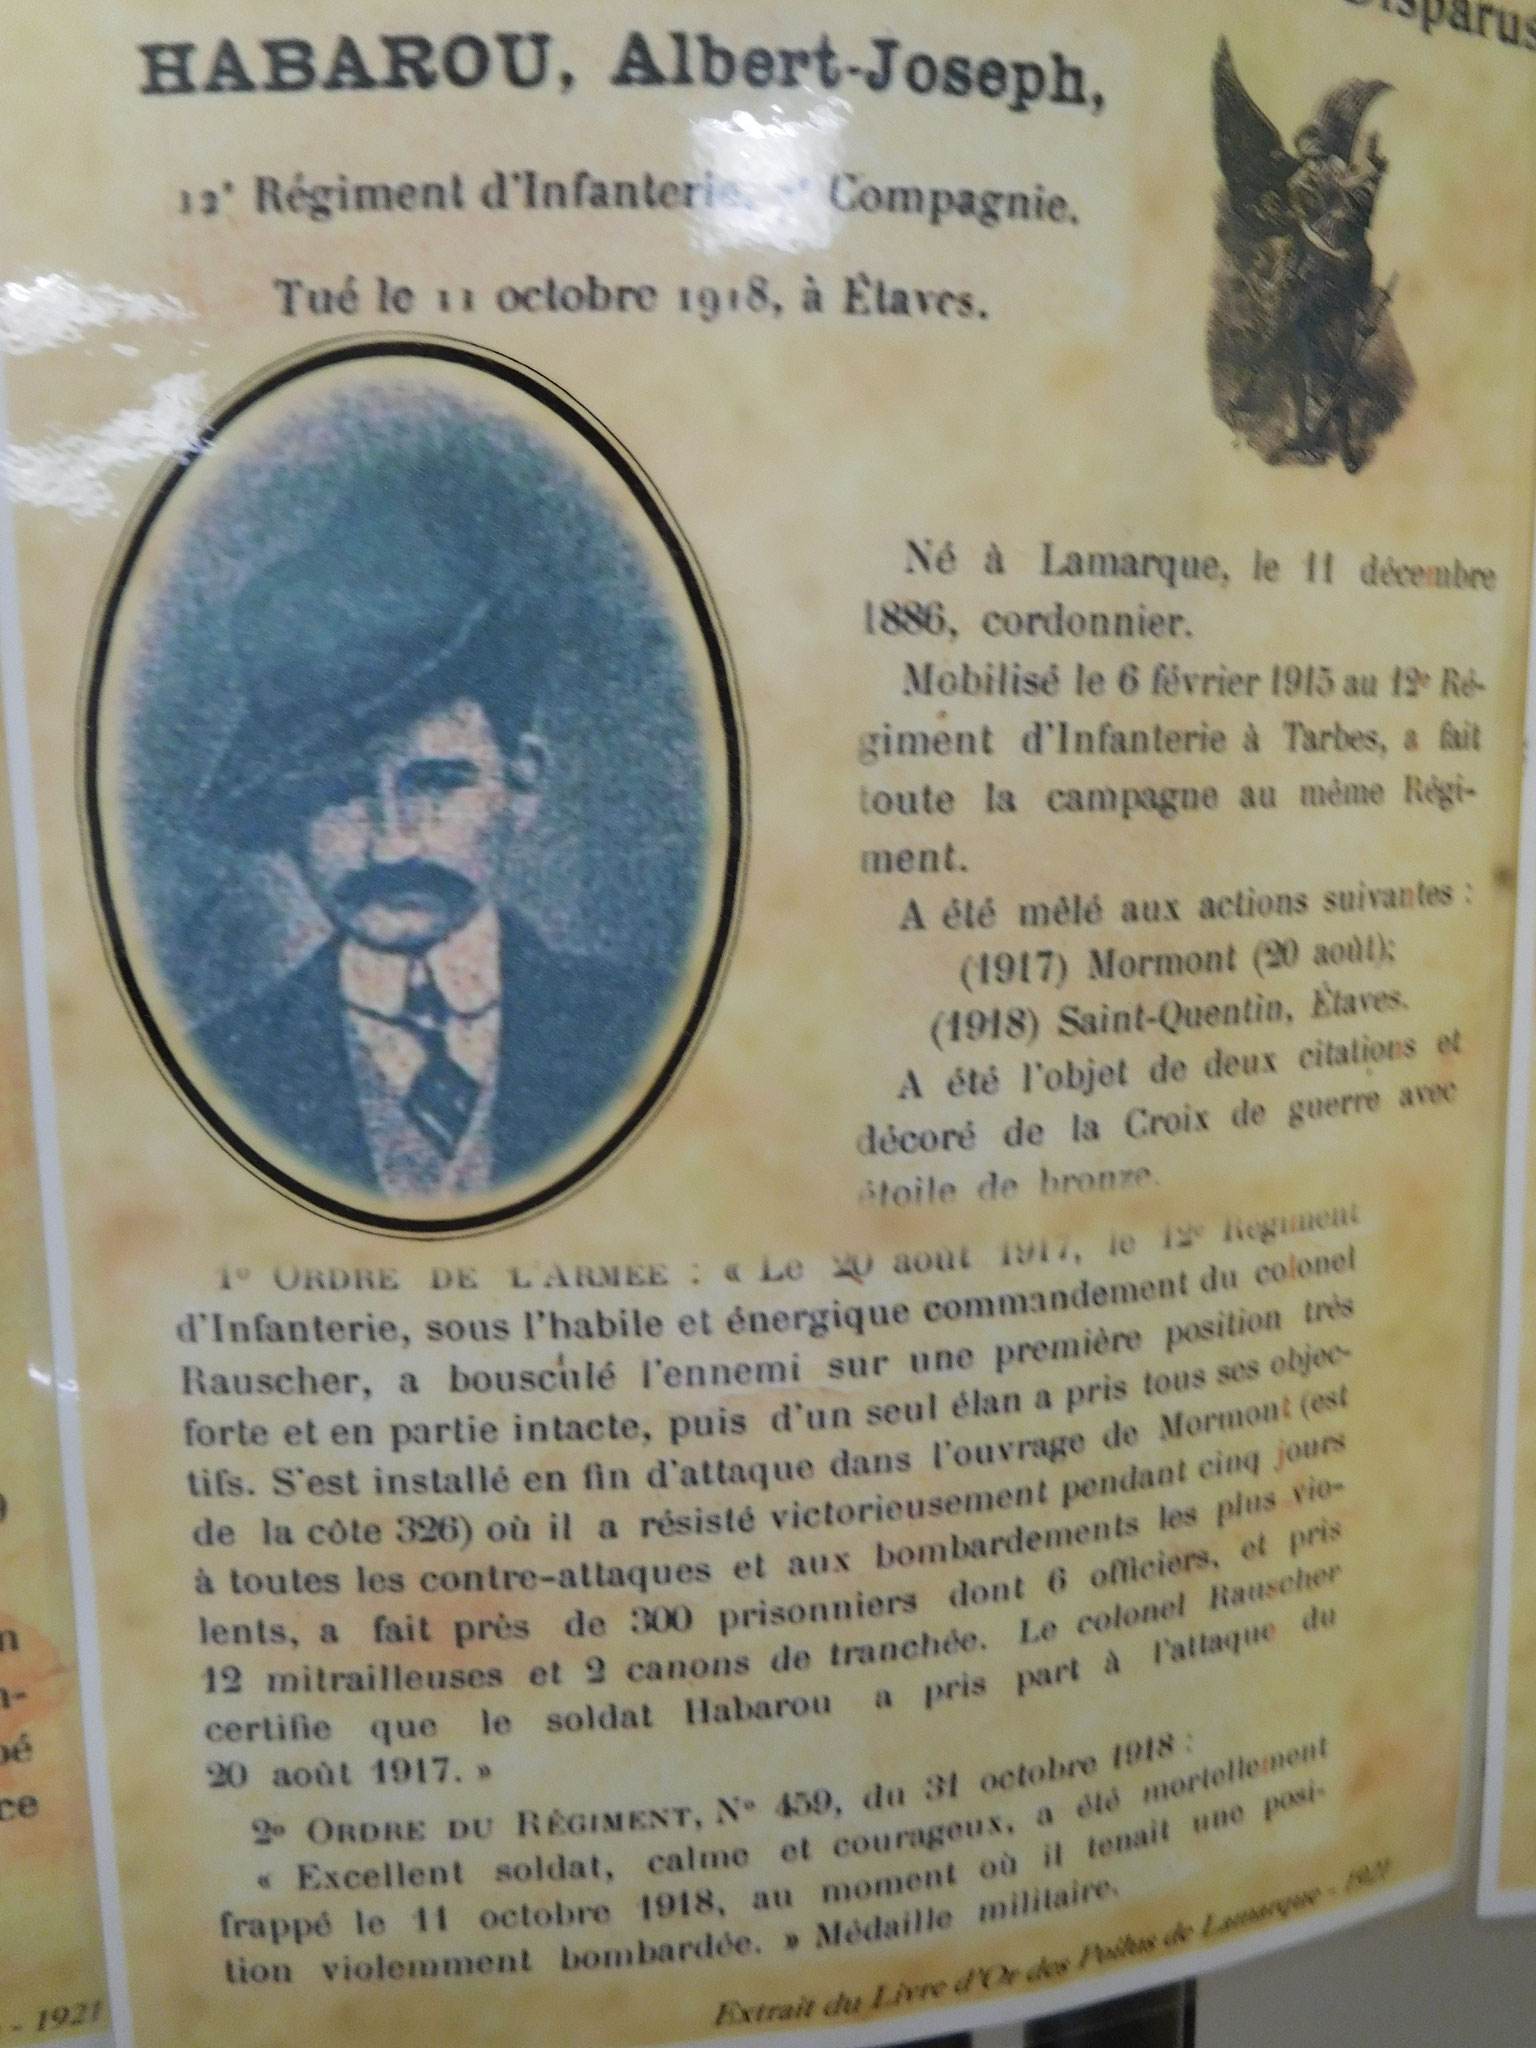 Disparus
HABAROU, Albert-Joseph,
12e Régiment d'Infanterie, Compagnie.
Tué le 11 octobre 1918, à Étaves.
Né à Lamarque, le 11 décembre
1886, cordonnier.
Mobilisé le 6 février 1915 au 12e Ré-
giment d'Infanterie à Tarbes, a fait
toute la campagne au même Régi-
ment.
A été mêlé aux actions suivantes :
(1917) Mormont (20 août);
(1918) Saint-Quentin, Étaves.
A été l'objet de deux citations et
décoré de la Croix de guerre avec
étoile de bronze.
1o ORDRE DE L'ARMÉE : « Le 20 août 1917, le 12e Régiment
d'Infanterie, sous l'habile et énergique commandement du colonel
Rauscher, a bousculé l'ennemi sur une première position très
forte et en partie intacte, puis d'un seul élan a pris tous ses objec-
tifs. S'est installé en fin d'attaque dans l'ouvrage de Mormont (est
de la côte 326) où il a résisté victorieusement pendant cinq jours
à toutes les contre-attaques et aux bombardements les plus vio-
lents, a fait près de 300 prisonniers dont 6 officiers, et pris
12 mitrailleuses et 2 canons de tranchée. Le colonel Rauscher
certifie que le soldat Habarou a pris part à l'attaque du
20 août 1917. »
2o ORDRE DU RÉGIMENT, No 459, du 31 octobre 1918 :
« Excellent soldat, calme et courageux, a été mortellement
frappé le 11 octobre 1918, au moment où il tenait une posi-
tion violemment bombardée. » Médaille militaire.
Extrait du Livre d'Or des Poilus de Lamarque - 1921
- 1921